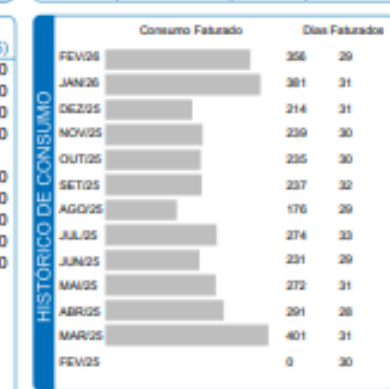 Consumo Faturado Dias Faturados
FEV/26 356 29
JAN/26 381 31
DEZ/25 214 31
NOV/25 239 30
OUT/25 235 30
SET/25 237 32
AGO/25 176 29
JUL/25 274 33
JUN/25 231 29
MAI/25 272 31
ABR/25 291 28
MAR/25 401 31
FEV/25 0 30
HISTÓRICO DE CONSUMO